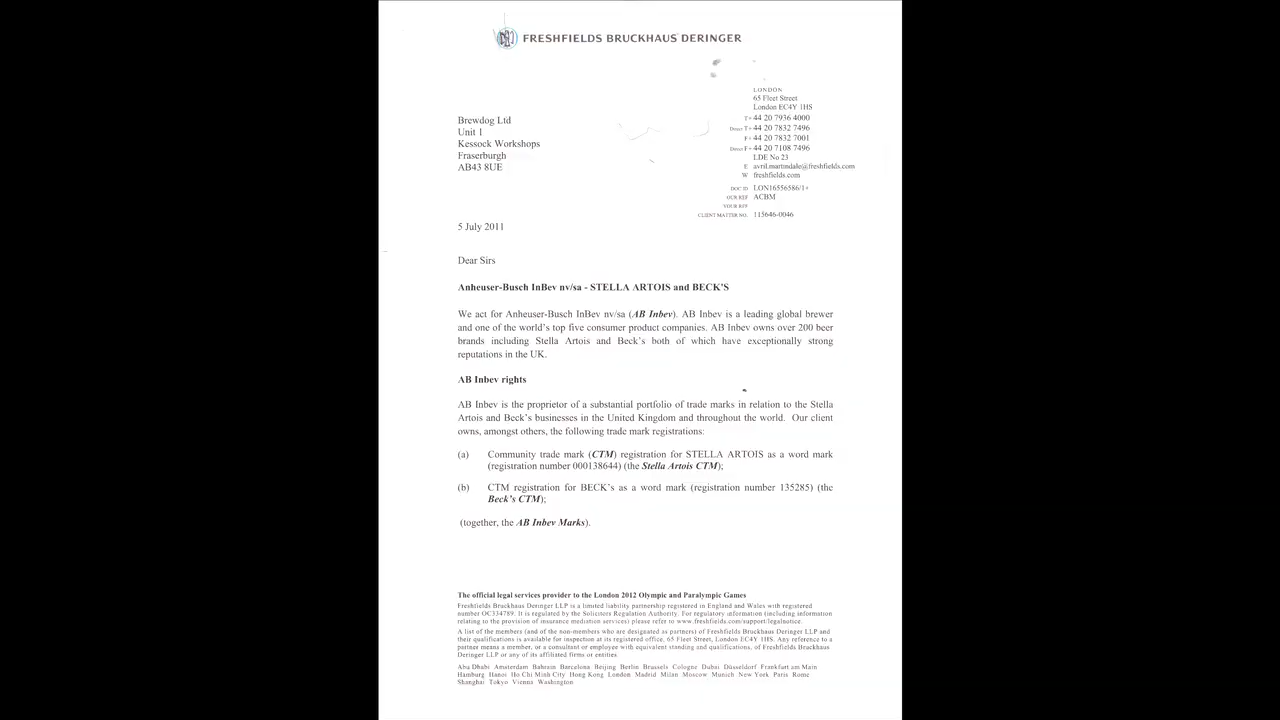 FRESHFIELDS BRUCKHAUS DERINGER
LONDON
65 Fleet Street
London EC4Y 1HS
T+ 44 20 7936 4000
Direct T+ 44 20 7832 7496
F+ 44 20 7832 7001
Direct F+ 44 20 7108 7496
LDE No 23
E avril.martindale@freshfields.com
W freshfields.com
DOC ID LON16556586/1+
OUR REF ACBM
YOUR REF
CLIENT MATTER NO. 115646-0046
Brewdog Ltd
Unit 1
Kessock Workshops
Fraserburgh
AB43 8UE
5 July 2011
Dear Sirs
Anheuser-Busch InBev nv/sa - STELLA ARTOIS and BECK'S
We act for Anheuser-Busch InBev nv/sa (AB Inbev). AB Inbev is a leading global brewer
and one of the world's top five consumer product companies. AB Inbev owns over 200 beer
brands including Stella Artois and Beck's both of which have exceptionally strong
reputations in the UK.
AB Inbev rights
AB Inbev is the proprietor of a substantial portfolio of trade marks in relation to the Stella
Artois and Beck's businesses in the United Kingdom and throughout the world. Our client
owns, amongst others, the following trade mark registrations:
(a) Community trade mark (CTM) registration for STELLA ARTOIS as a word mark
(registration number 000138644) (the Stella Artois CTM);
(b) CTM registration for BECK's as a word mark (registration number 135285) (the
Beck's CTM);
(together, the AB Inbev Marks).
The official legal services provider to the London 2012 Olympic and Paralympic Games
Freshfields Bruckhaus Deringer LLP is a limited liability partnership registered in England and Wales with registered
number OC334789. It is regulated by the Solicitors Regulation Authority. For regulatory information (including information
relating to the provision of insurance mediation services) please refer to www.freshfields.com/support/legalnotice.
A list of the members (and of the non-members who are designated as partners) of Freshfields Bruckhaus Deringer LLP and
their qualifications is available for inspection at its registered office, 65 Fleet Street, London EC4Y 1HS. Any reference to a
partner means a member, or a consultant or employee with equivalent standing and qualifications, of Freshfields Bruckhaus
Deringer LLP or any of its affiliated firms or entities
Abu Dhabi Amsterdam Bahrain Barcelona Beijing Berlin Brussels Cologne Dubai Düsseldorf Frankfurt am Main
Hamburg Hanoi Ho Chi Minh City Hong Kong London Madrid Milan Moscow Munich New York Paris Rome
Shanghai Tokyo Vienna Washington